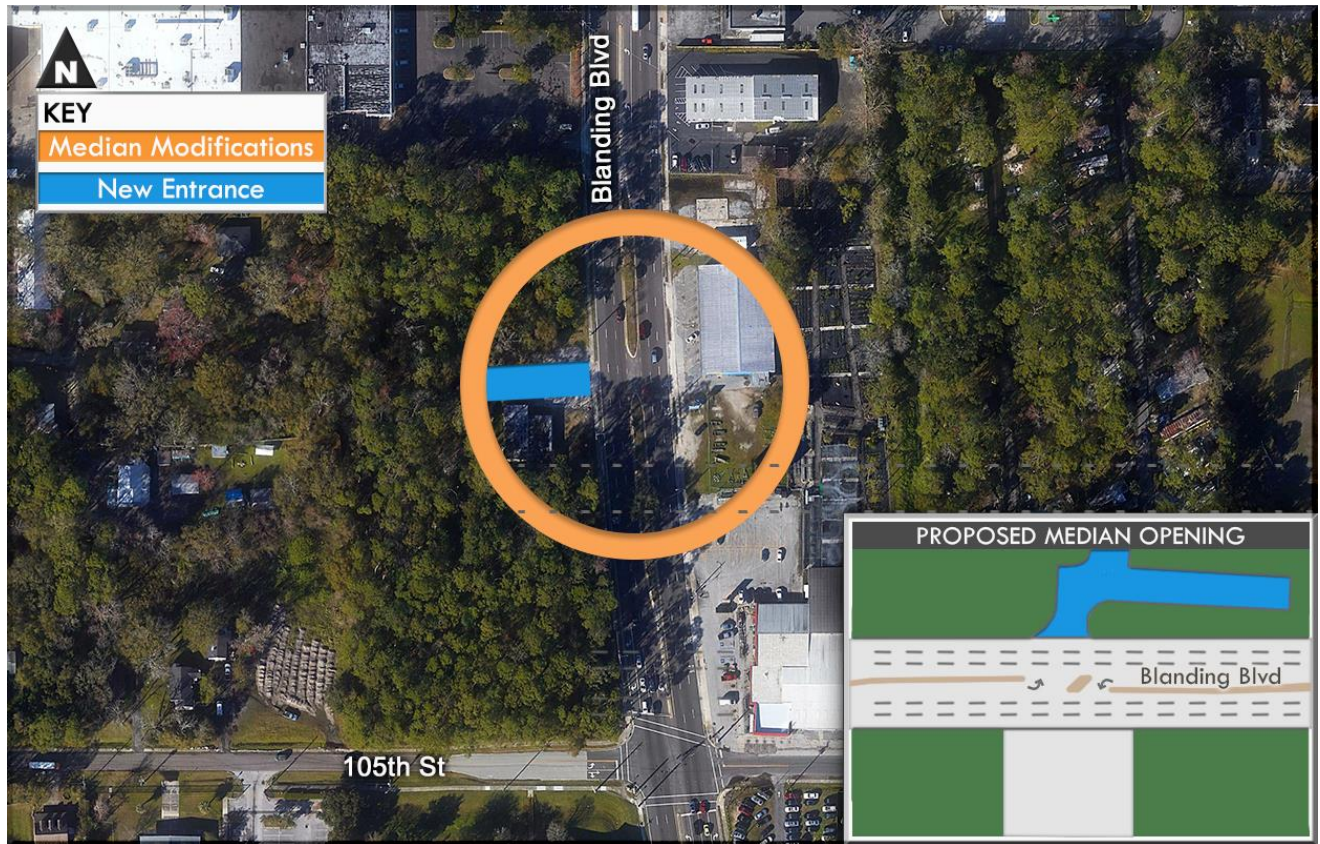 N
KEY
Median Modifications
New Entrance
Blanding Blvd
105th St
PROPOSED MEDIAN OPENING
Blanding Blvd